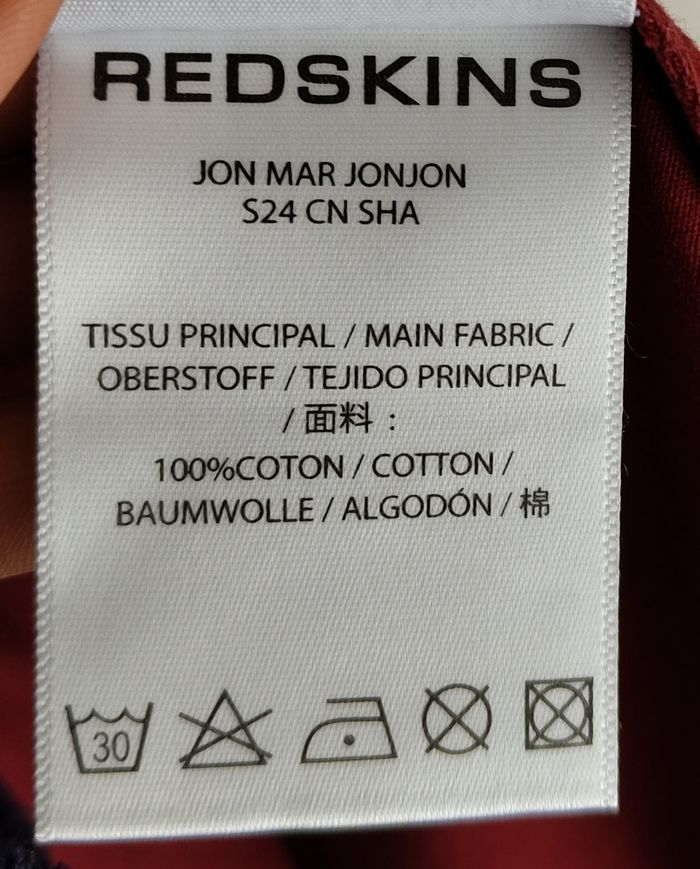 REDSKINS
JON MAR JONJON
S24 CN SHA
TISSU PRINCIPAL / MAIN FABRIC /
OBERSTOFF / TEJIDO PRINCIPAL
/ 面料 :
100%COTON / COTTON /
BAUMWOLLE / ALGODÓN / 棉
30